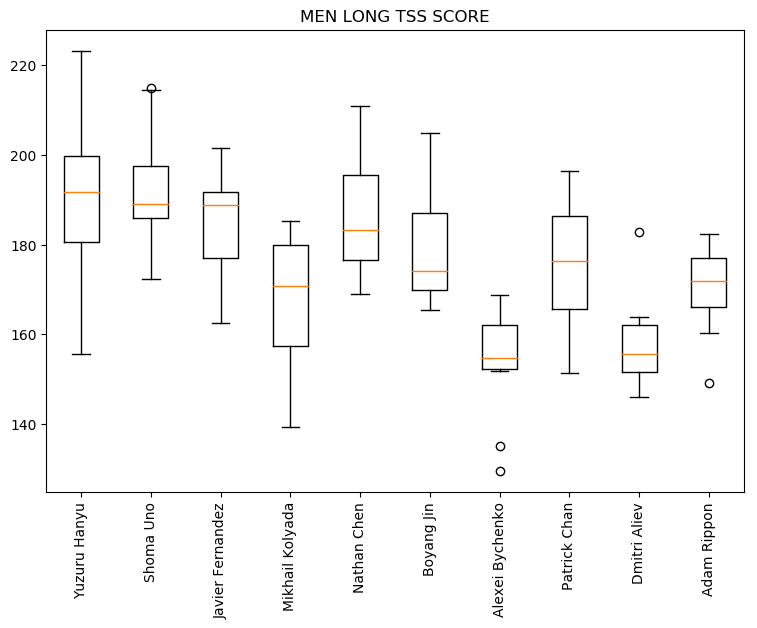 MEN LONG TSS SCORE
220
200
180
160
140
Yuzuru Hanyu
Shoma Uno
Javier Fernandez
Mikhail Kolyada
Nathan Chen
Boyang Jin
Alexei Bychenko
Patrick Chan
Dmitri Aliev
Adam Rippon